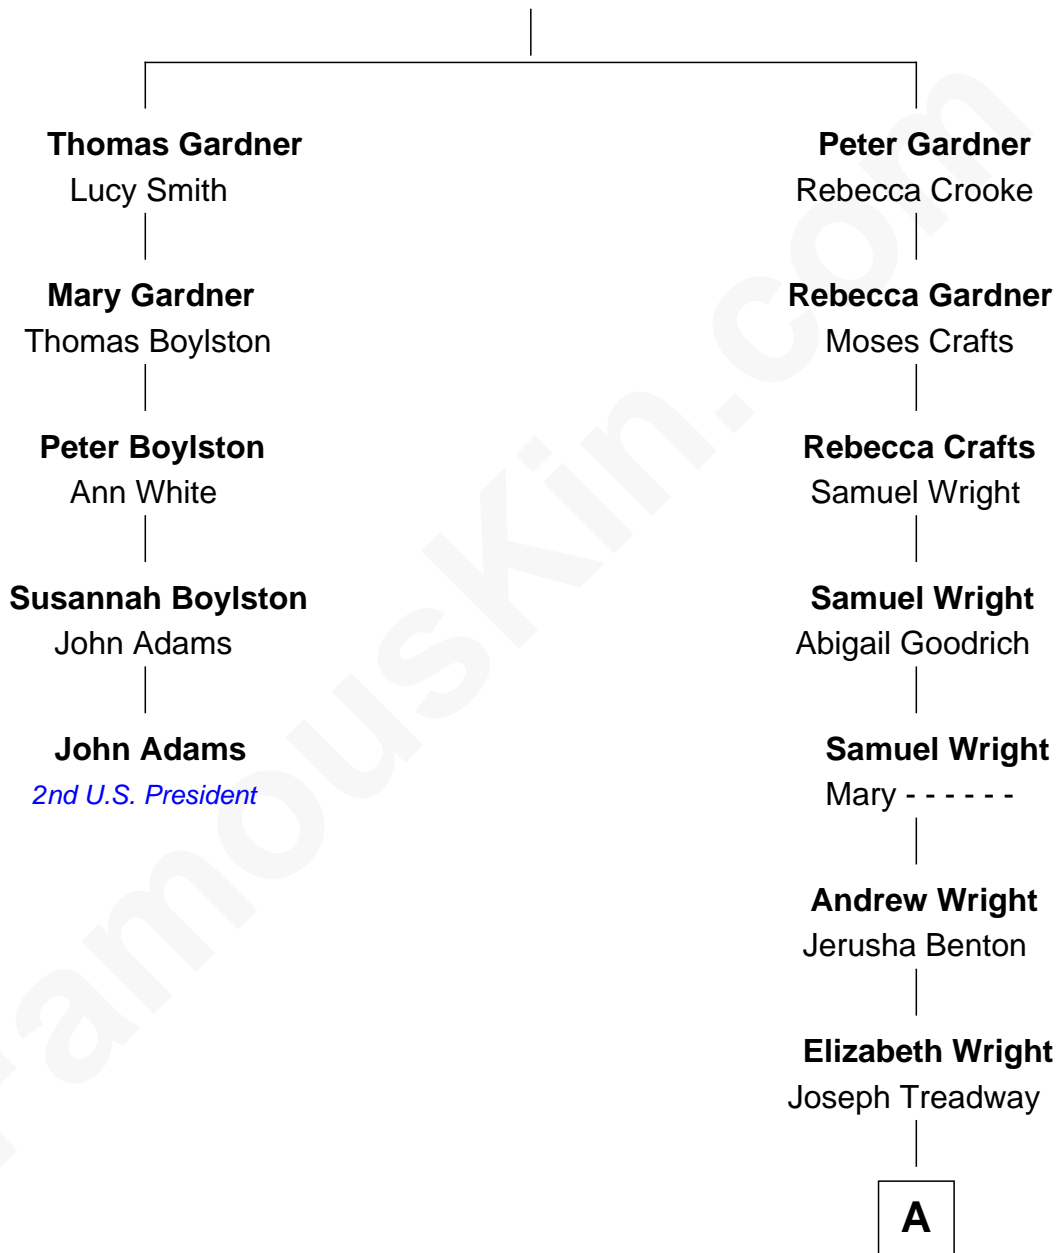 Thomas Gardner
Lucy Smith
Mary Gardner
Thomas Boylston
Peter Boylston
Ann White
Susannah Boylston
John Adams
John Adams
2nd U.S. President
Peter Gardner
Rebecca Crooke
Rebecca Gardner
Moses Crafts
Rebecca Crafts
Samuel Wright
Samuel Wright
Abigail Goodrich
Samuel Wright
Mary - - - - - -
Andrew Wright
Jerusha Benton
Elizabeth Wright
Joseph Treadway
A
FamousKin.com